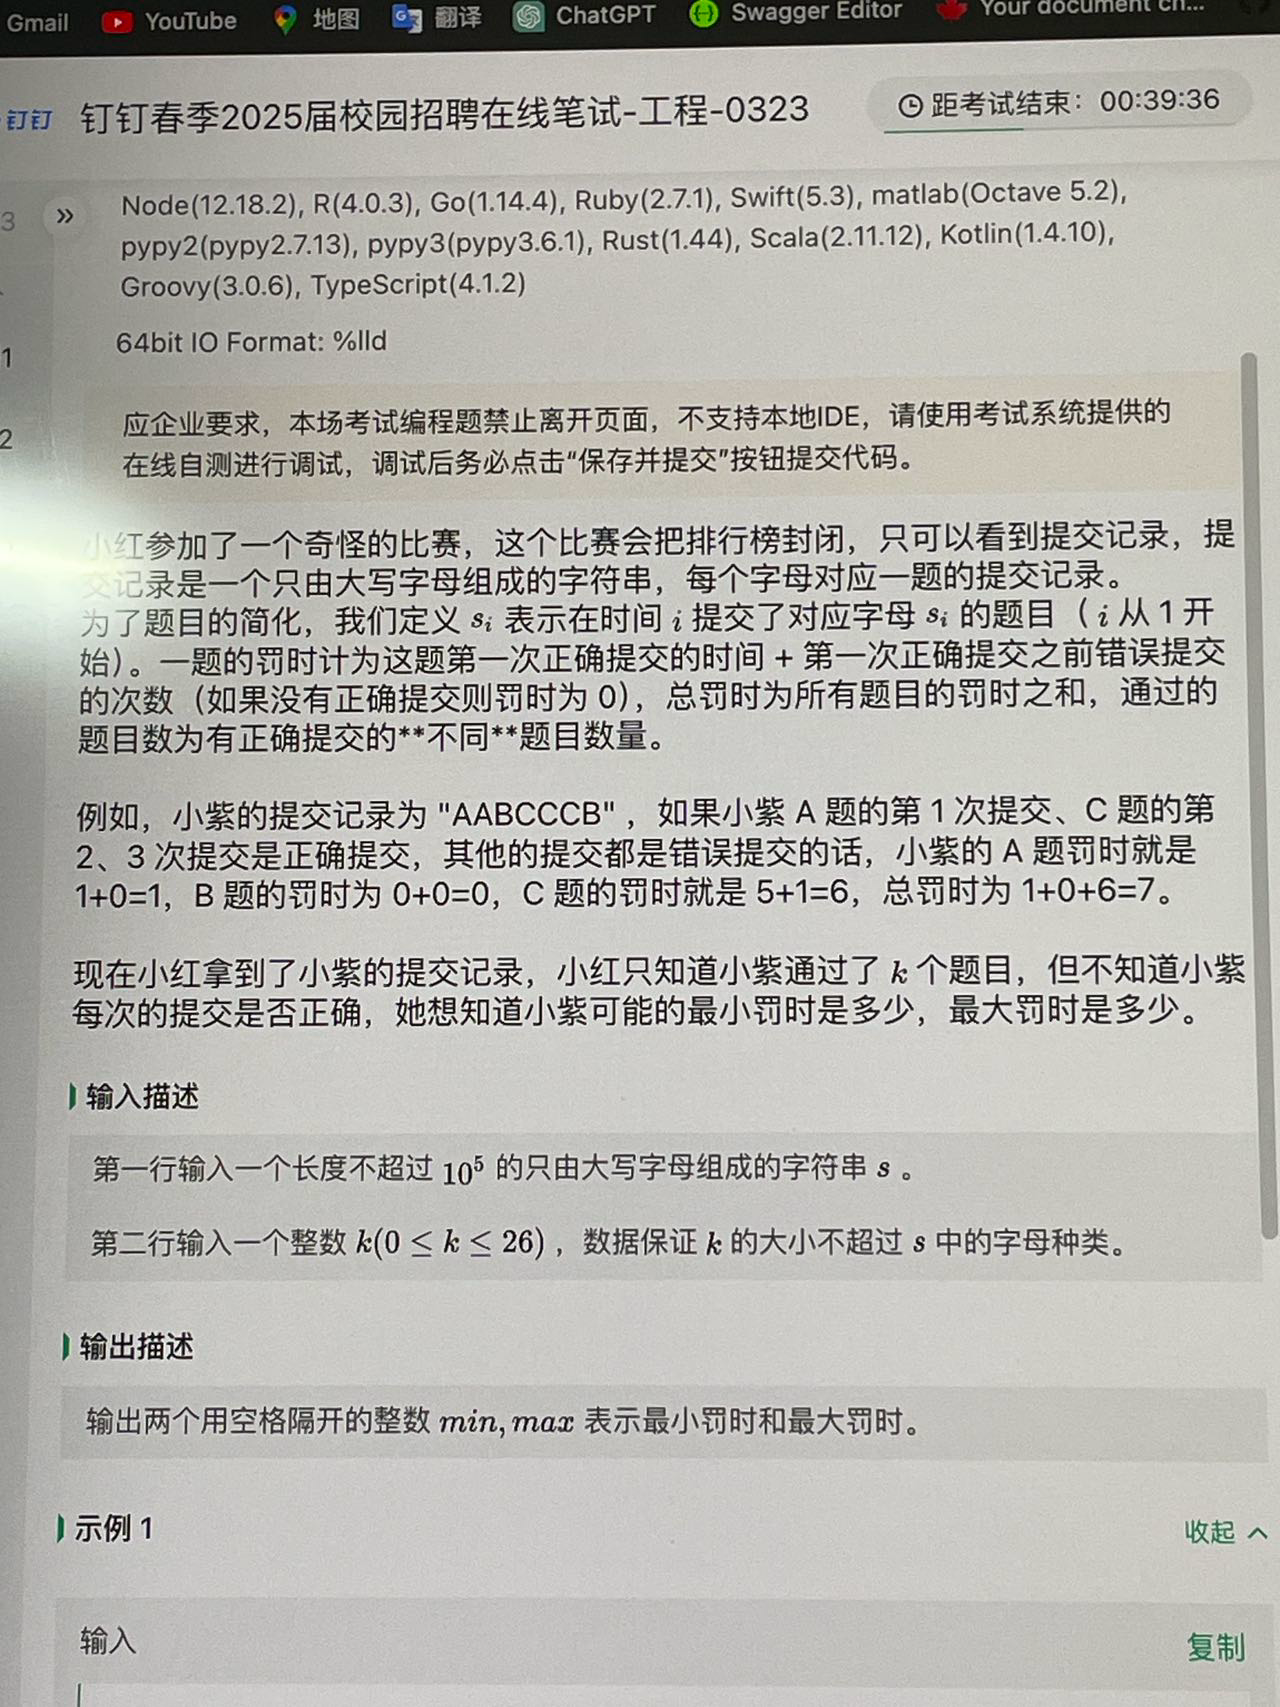 Gmail YouTube 地图 翻译 ChatGPT Swagger Editor Your document ch...
钉钉 钉钉春季2025届校园招聘在线笔试-工程-0323 距考试结束：00:39:36
3 » Node(12.18.2), R(4.0.3), Go(1.14.4), Ruby(2.7.1), Swift(5.3), matlab(Octave 5.2),
pypy2(pypy2.7.13), pypy3(pypy3.6.1), Rust(1.44), Scala(2.11.12), Kotlin(1.4.10),
Groovy(3.0.6), TypeScript(4.1.2)
1 64bit IO Format: %lld
2 应企业要求，本场考试编程题禁止离开页面，不支持本地IDE，请使用考试系统提供的
在线自测进行调试，调试后务必点击“保存并提交”按钮提交代码。
小红参加了一个奇怪的比赛，这个比赛会把排行榜封闭，只可以看到提交记录，提
交记录是一个只由大写字母组成的字符串，每个字母对应一题的提交记录。
为了题目的简化，我们定义 s_i 表示在时间 i 提交了对应字母 s_i 的题目（ i 从 1 开
始）。一题的罚时计为这题第一次正确提交的时间 + 第一次正确提交之前错误提交
的次数（如果没有正确提交则罚时为 0），总罚时为所有题目的罚时之和，通过的
题目数为有正确提交的**不同**题目数量。
例如，小紫的提交记录为 "AABCCCB" ，如果小紫 A 题的第 1 次提交、C 题的第
2、3 次提交是正确提交，其他的提交都是错误提交的话，小紫的 A 题罚时就是
1+0=1，B 题的罚时为 0+0=0，C 题的罚时就是 5+1=6，总罚时为 1+0+6=7。
现在小红拿到了小紫的提交记录，小红只知道小紫通过了 k 个题目，但不知道小紫
每次的提交是否正确，她想知道小紫可能的最小罚时是多少，最大罚时是多少。
输入描述
第一行输入一个长度不超过 10^5 的只由大写字母组成的字符串 s 。
第二行输入一个整数 k(0 ≤ k ≤ 26) ，数据保证 k 的大小不超过 s 中的字母种类。
输出描述
输出两个用空格隔开的整数 min, max 表示最小罚时和最大罚时。
示例 1 收起
输入 复制